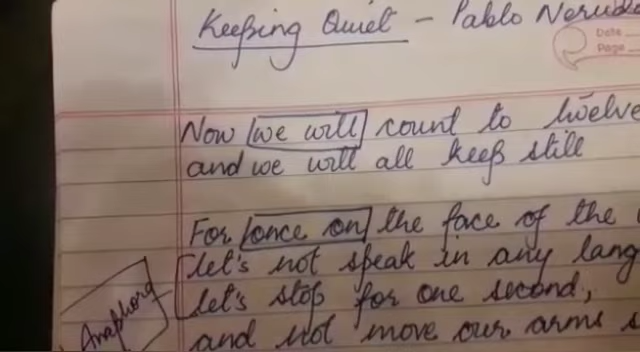 Keeping Quiet - Pablo Neruda
Date
Page
Now we will count to twelve
and we will all keep still
For once on the face of the
let's not speak in any lang
let's stop for one second,
Anaphora
and not move our arms s